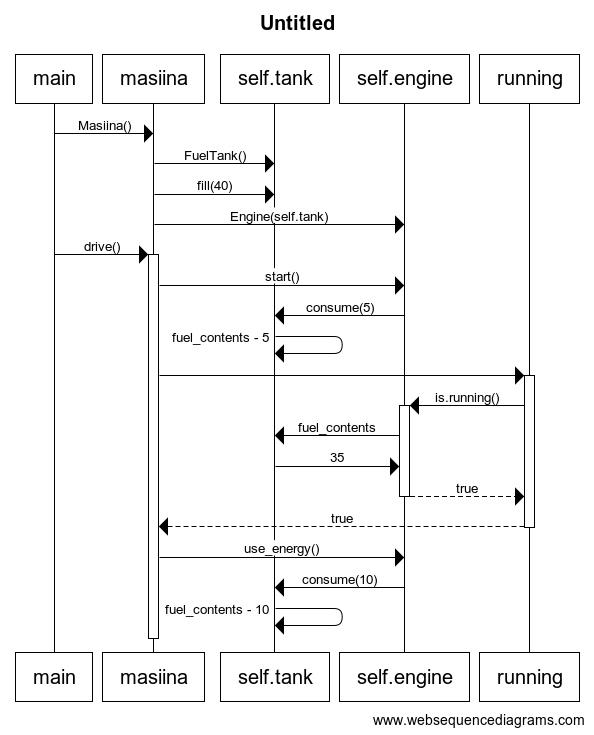 Untitled
main masiina self.tank self.engine running
Masiina()
FuelTank()
fill(40)
Engine(self.tank)
drive()
start()
consume(5)
fuel_contents - 5
is.running()
fuel_contents
35
true
true
use_energy()
consume(10)
fuel_contents - 10
main masiina self.tank self.engine running
www.websequencediagrams.com